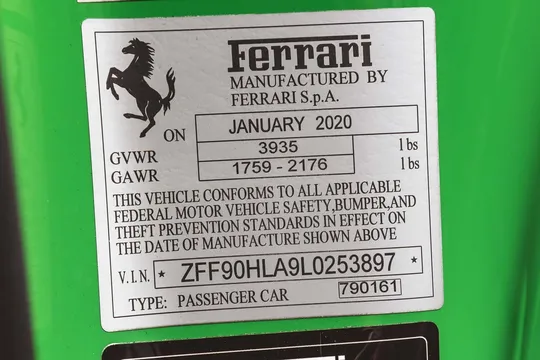 Ferrari
MANUFACTURED BY
FERRARI S.p.A.
ON JANUARY 2020
GVWR 3935 lbs
GAWR 1759 - 2176 lbs
THIS VEHICLE CONFORMS TO ALL APPLICABLE
FEDERAL MOTOR VEHICLE SAFETY,BUMPER,AND
THEFT PREVENTION STANDARDS IN EFFECT ON
THE DATE OF MANUFACTURE SHOWN ABOVE
V.I.N. * ZFF90HLA9L0253897 *
TYPE: PASSENGER CAR 790161